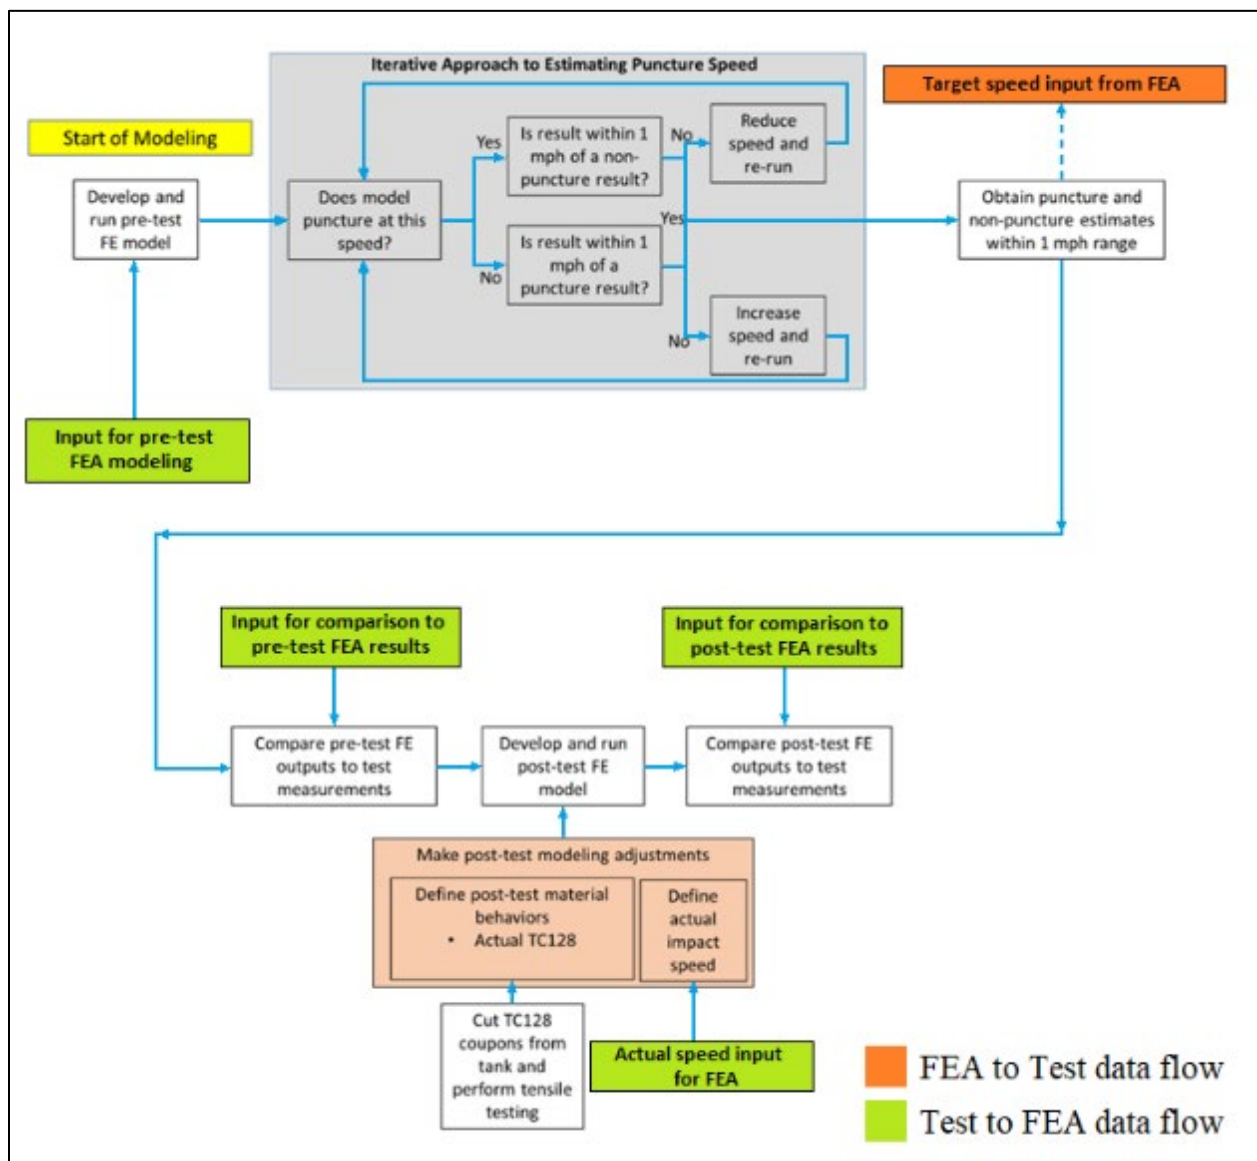 Iterative Approach to Estimating Puncture Speed
Target speed input from FEA
Start of Modeling
Develop and
run pre-test
FE model
Does model
puncture at this
speed?
Yes
No
Is result within 1
mph of a non-
puncture result?
Is result within 1
mph of a
puncture result?
No
Yes
No
Reduce
speed and
re-run
Increase
speed and
re-run
Obtain puncture and
non-puncture estimates
within 1 mph range
Input for pre-test
FEA modeling
Input for comparison to
pre-test FEA results
Input for comparison to
post-test FEA results
Compare pre-test FE
outputs to test
measurements
Develop and run
post-test FE
model
Compare post-test FE
outputs to test
measurements
Make post-test modeling adjustments
Define post-test material
behaviors
• Actual TC128
Define
actual
impact
speed
Cut TC128
coupons from
tank and
perform tensile
testing
Actual speed input
for FEA
FEA to Test data flow
Test to FEA data flow